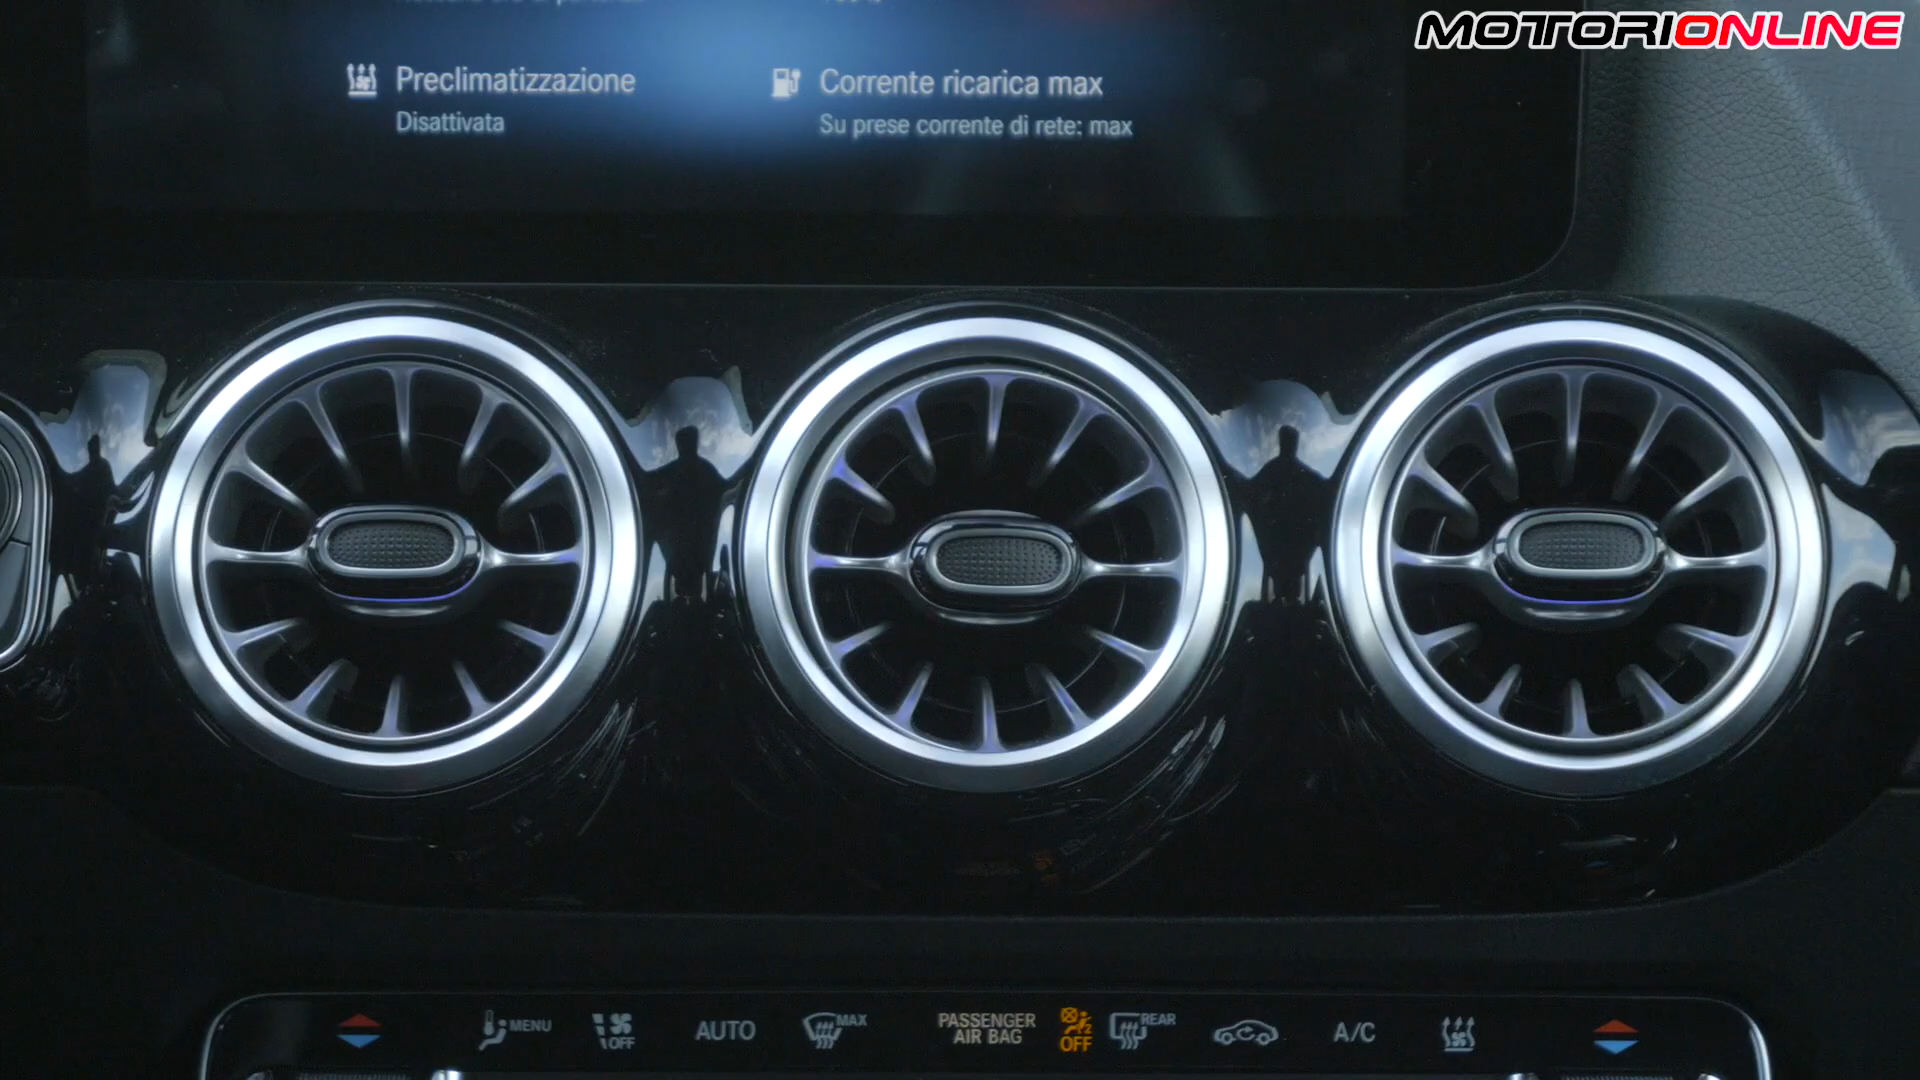 MOTORIONLINE
Preclimatizzazione
Disattivata
Corrente ricarica max
Su prese corrente di rete: max
MENU
OFF
AUTO
MAX
PASSENGER
AIR BAG
2
OFF
REAR
A/C